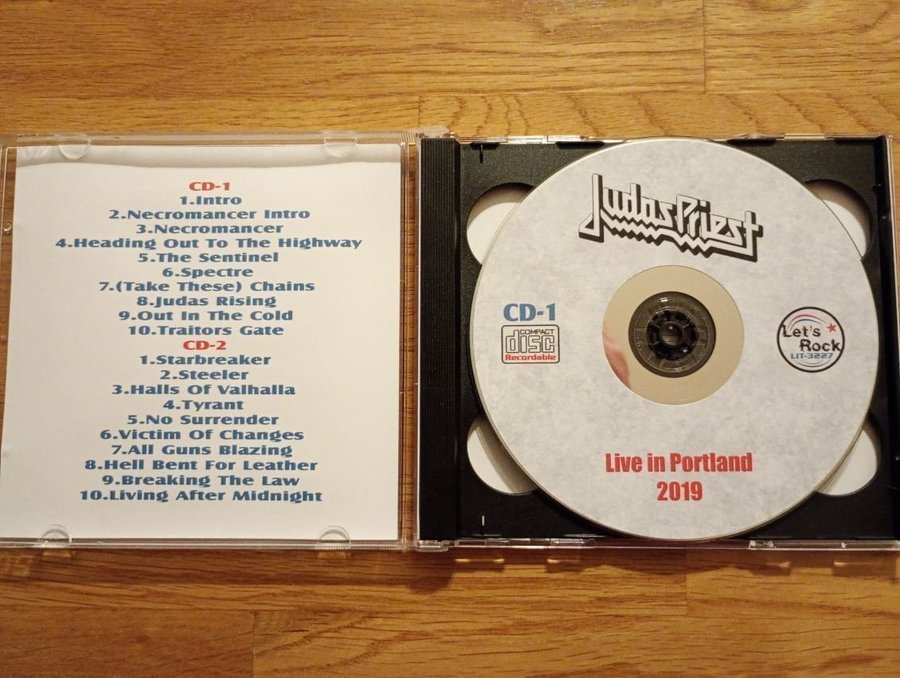 CD-1
1.Intro
2.Necromancer Intro
3.Necromancer
4.Heading Out To The Highway
5.The Sentinel
6.Spectre
7.(Take These) Chains
8.Judas Rising
9.Out In The Cold
10.Traitors Gate
CD-2
1.Starbreaker
2.Steeler
3.Halls Of Valhalla
4.Tyrant
5.No Surrender
6.Victim Of Changes
7.All Guns Blazing
8.Hell Bent For Leather
9.Breaking The Law
10.Living After Midnight
Judas Priest
CD-1
COMPACT
disc
Recordable
Let's
Rock
LIT-3227
Live in Portland
2019